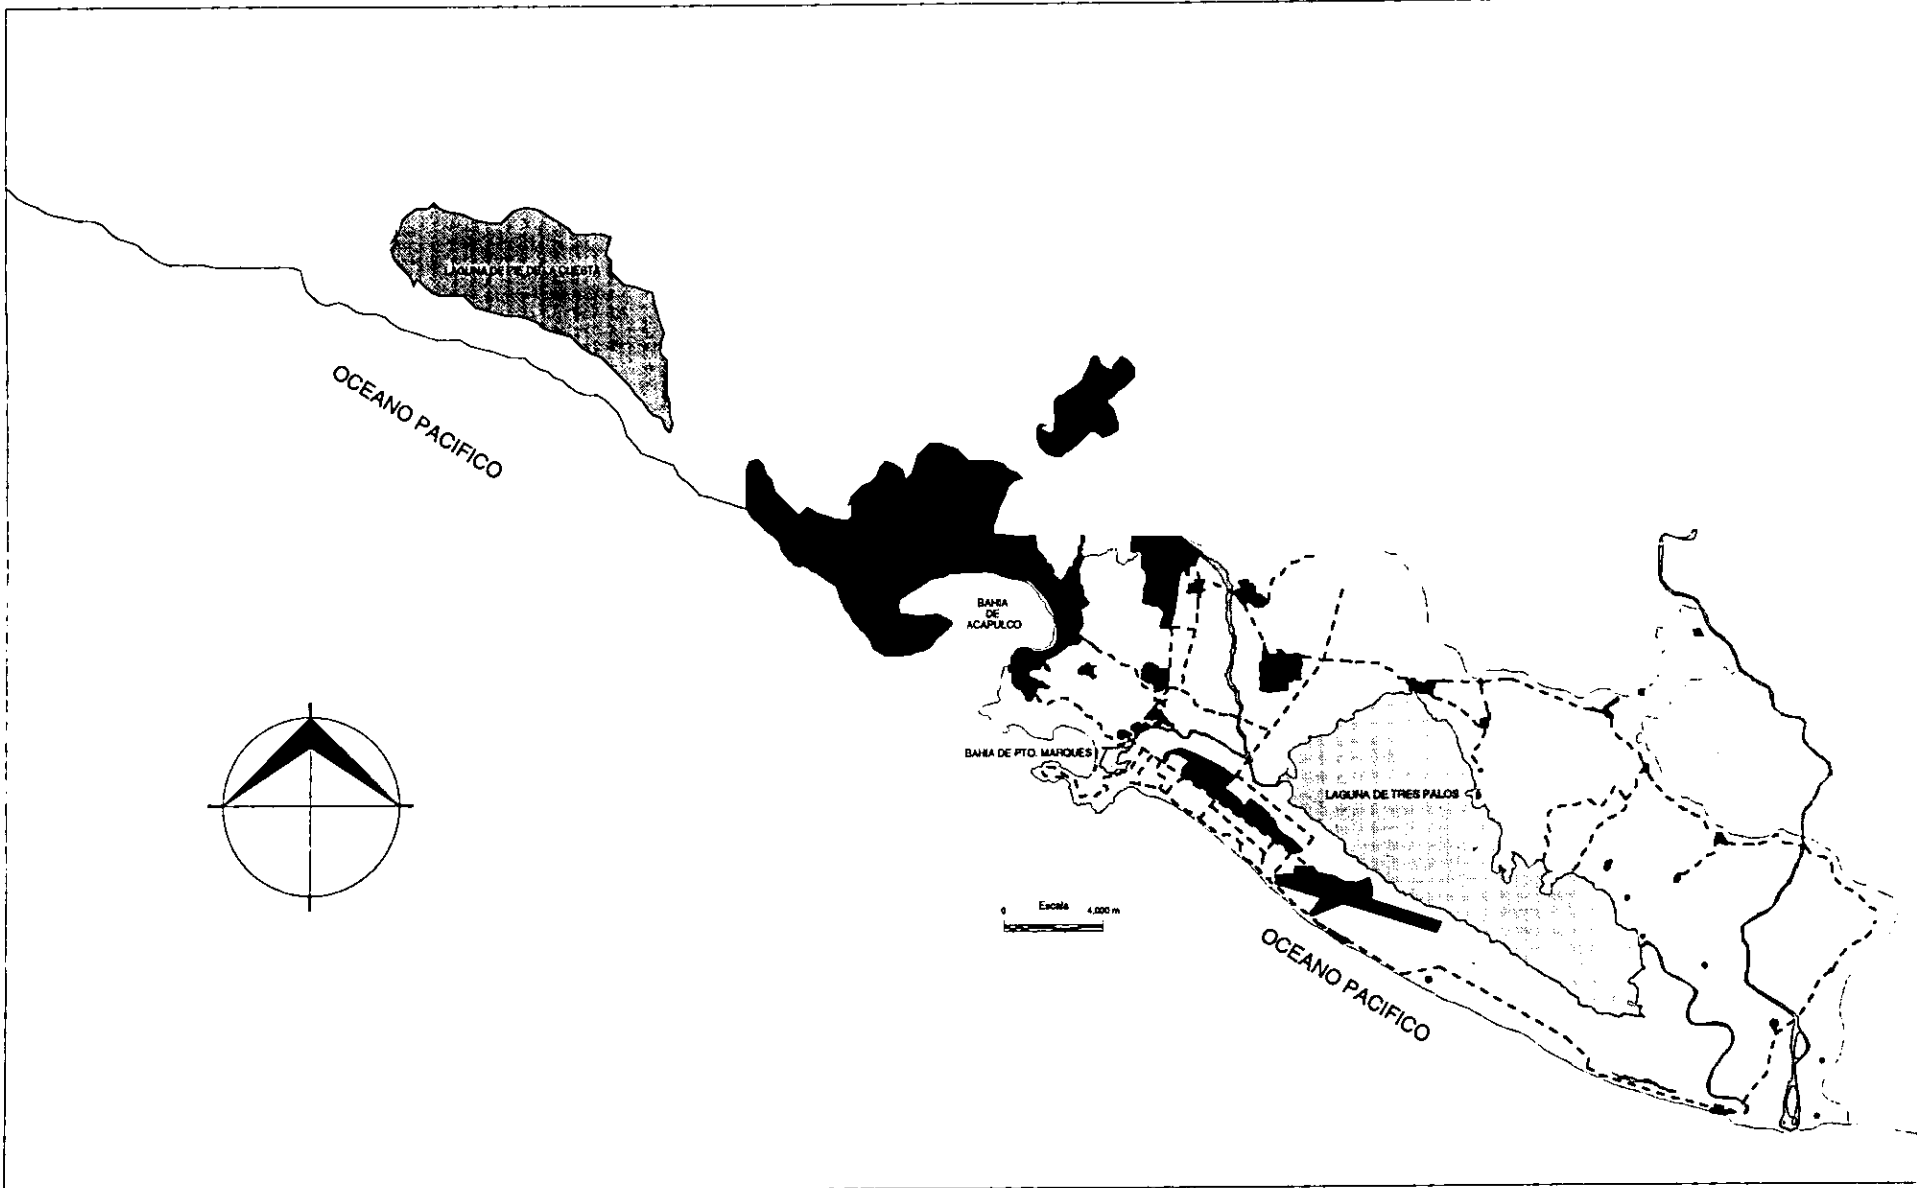 LAGUNA DE PIE DE LA CUESTA
OCEANO PACIFICO
BAHIA
DE
ACAPULCO
BAHIA DE PTO. MARQUES
LAGUNA DE TRES PALOS
0 Escala 4,000 m
OCEANO PACIFICO